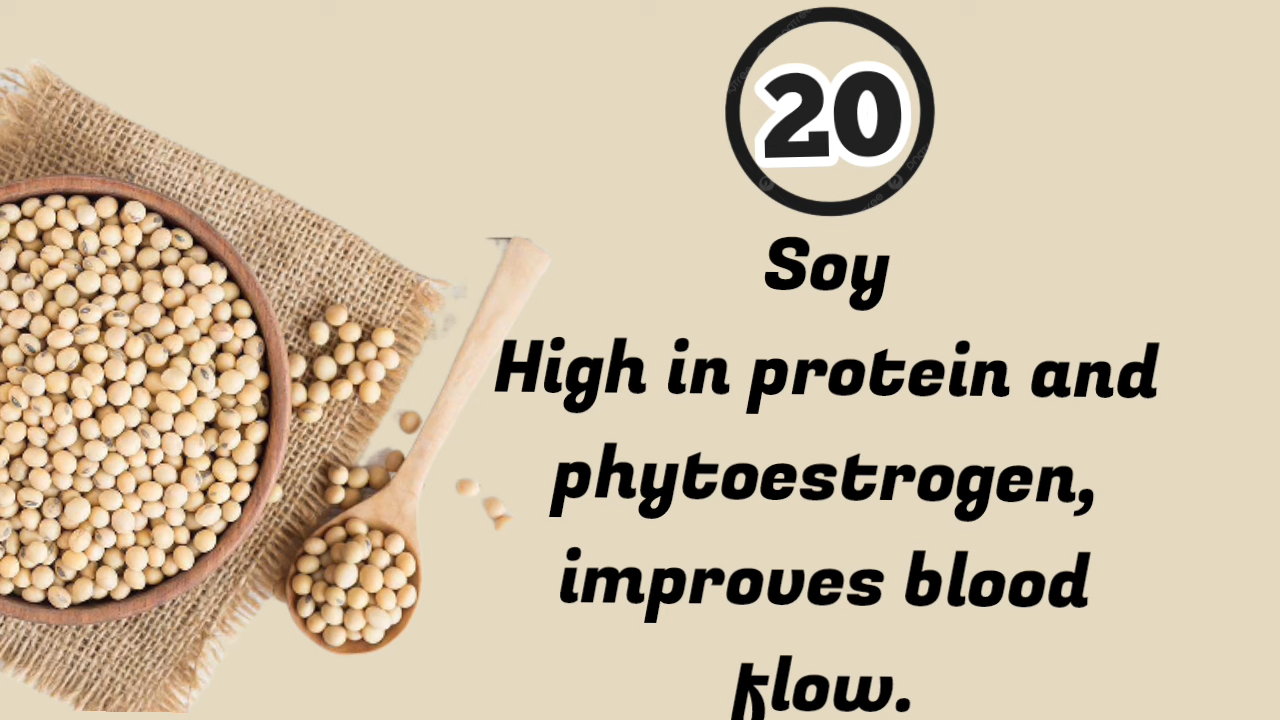 20
Soy
High in protein and
phytoestrogen,
improves blood
flow.